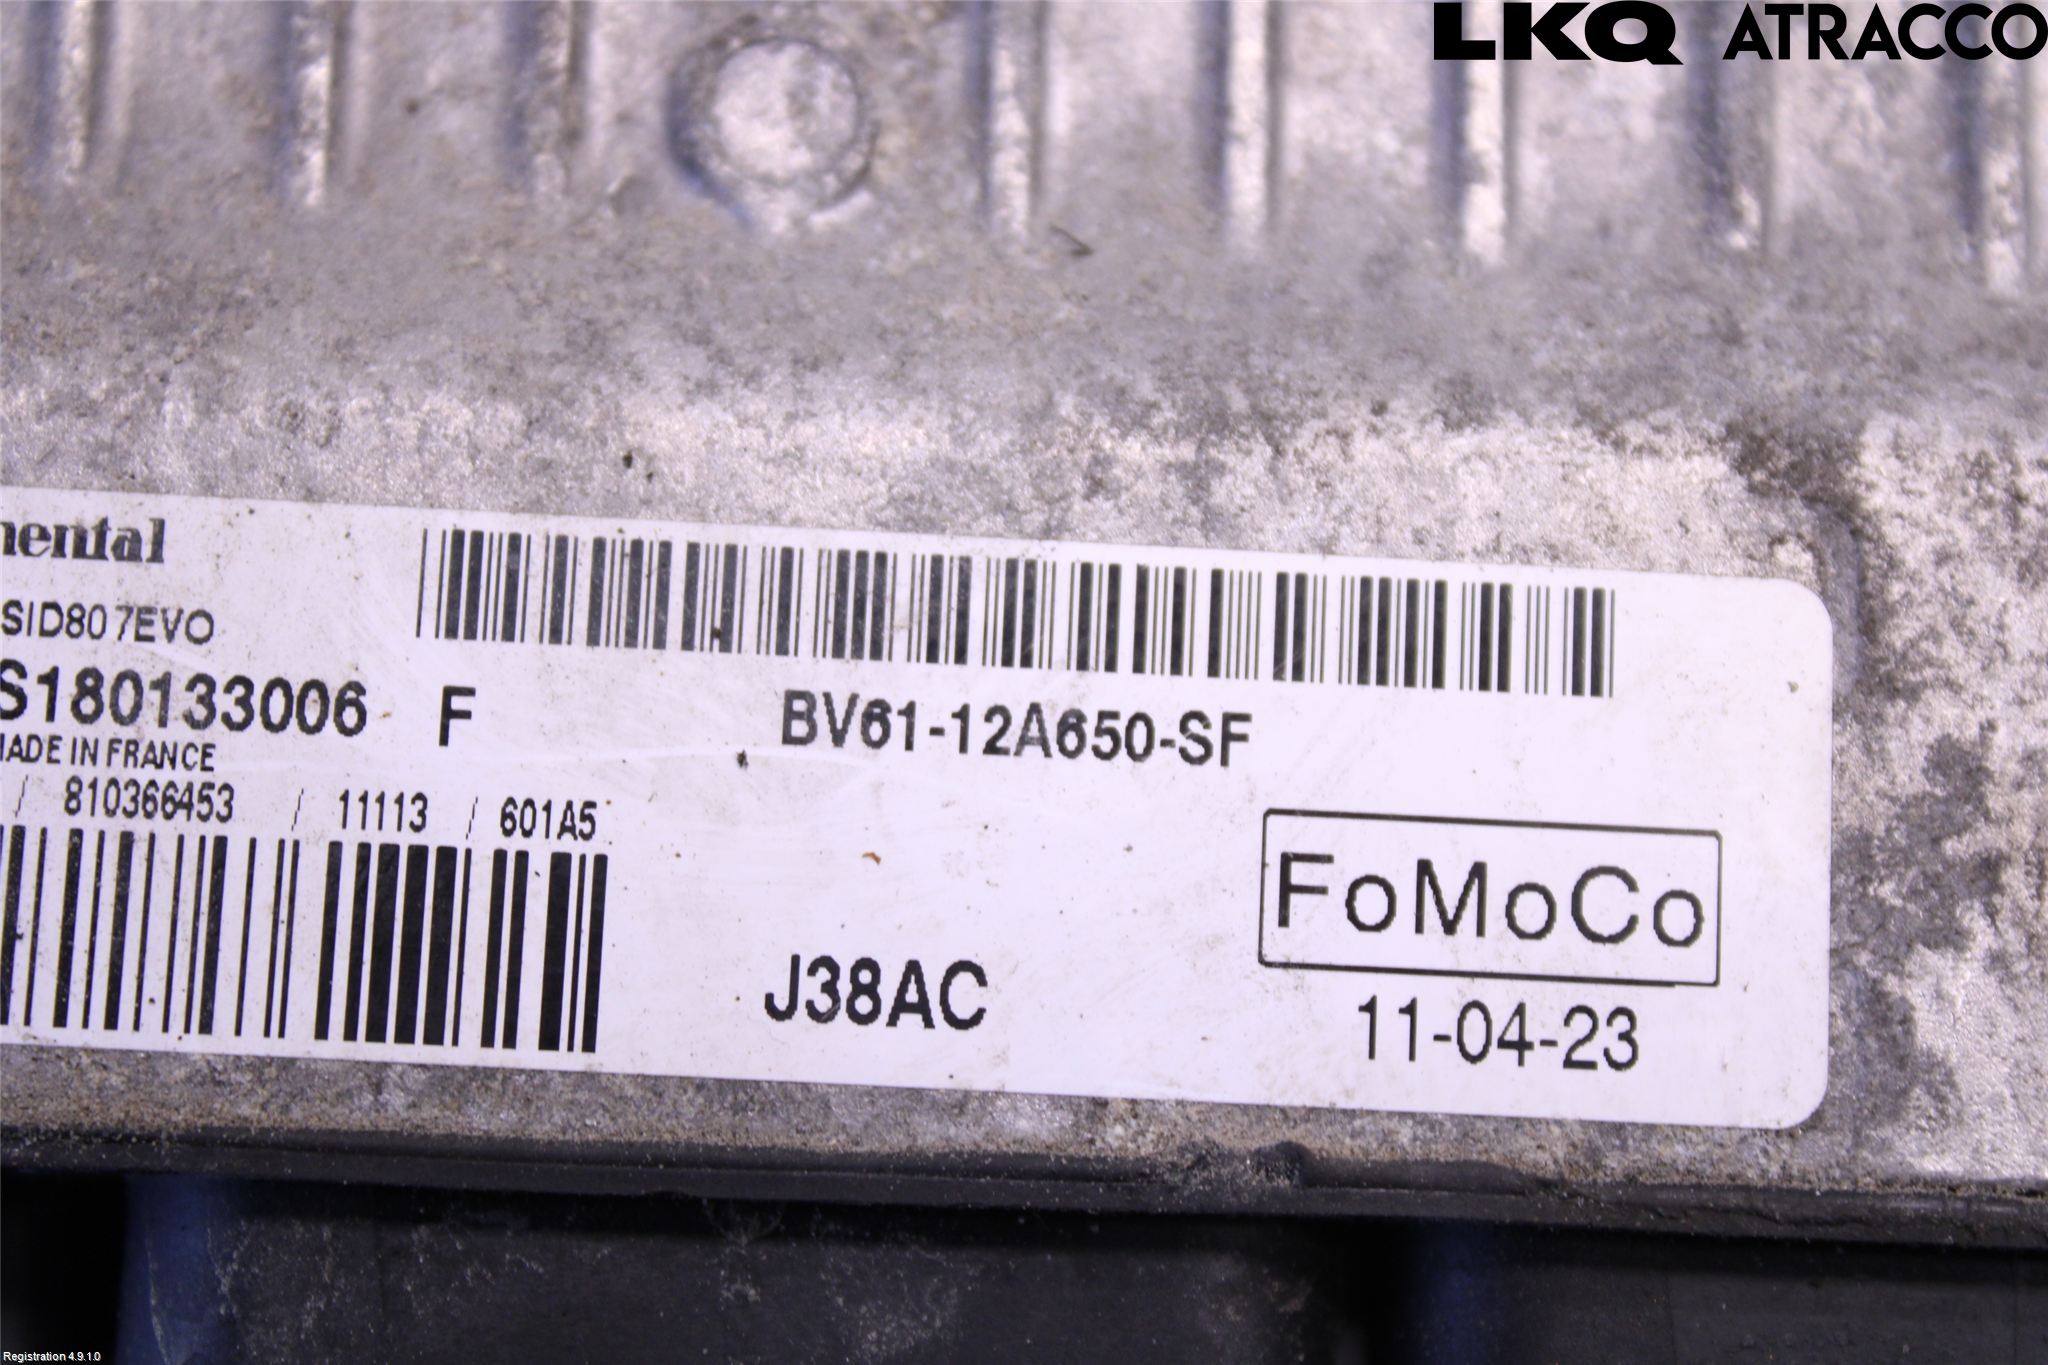 LKQ ATRACCO
nental
SID807EVO
S180133006 F BV61-12A650-SF
MADE IN FRANCE
/ 810366453 / 11113 / 601A5
FoMoCo
J38AC
11-04-23
Registration 4.9.1.0